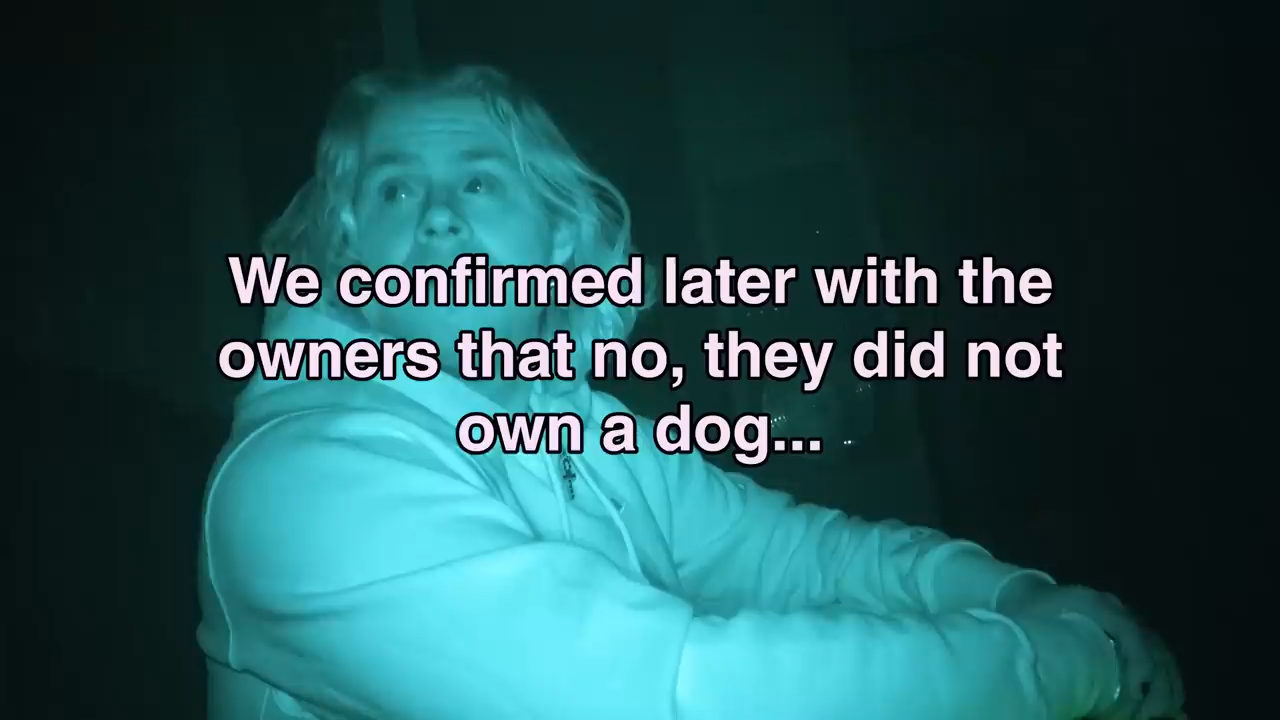 We confirmed later with the
owners that no, they did not
own a dog...